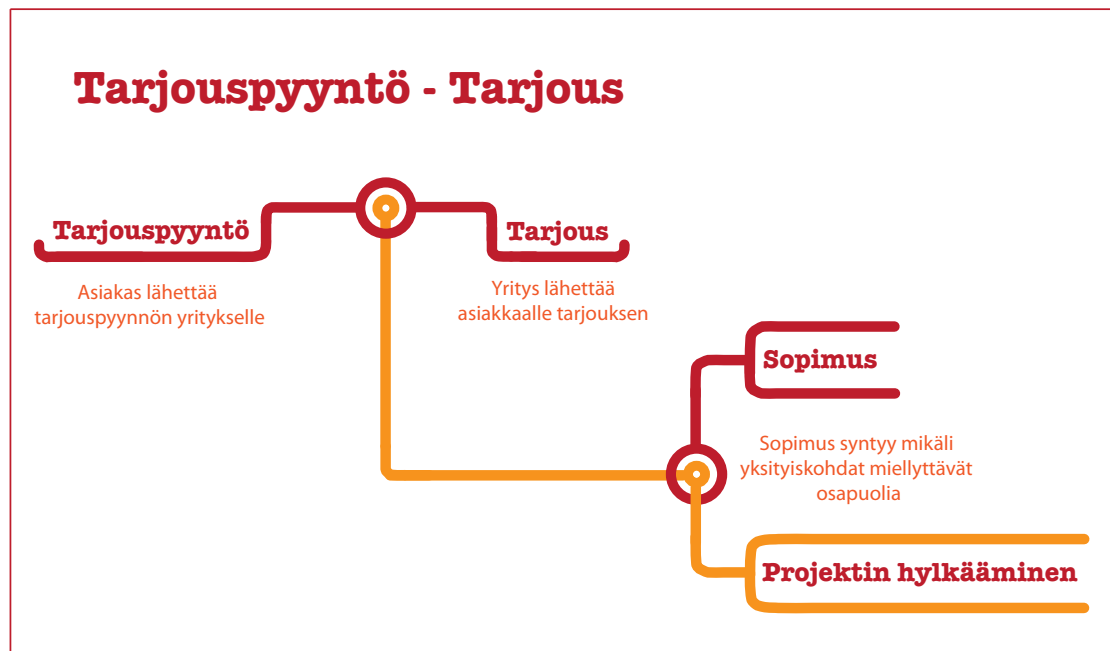 Tarjouspyyntö - Tarjous
Tarjouspyyntö
Asiakas lähettää
tarjouspyynnön yritykselle
Tarjous
Yritys lähettää
asiakkaalle tarjouksen
Sopimus
Sopimus syntyy mikäli
yksityiskohdat miellyttävät
osapuolia
Projektin hylkääminen